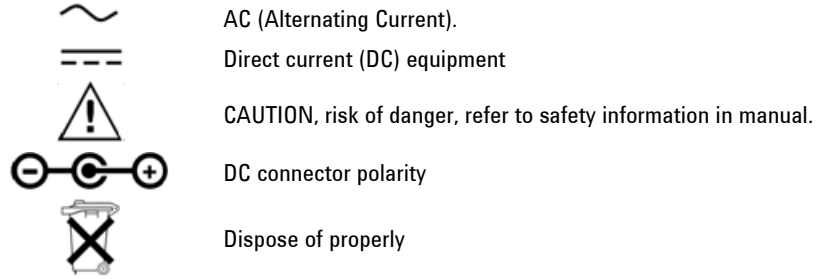 AC (Alternating Current).
Direct current (DC) equipment
CAUTION, risk of danger, refer to safety information in manual.
DC connector polarity
Dispose of properly